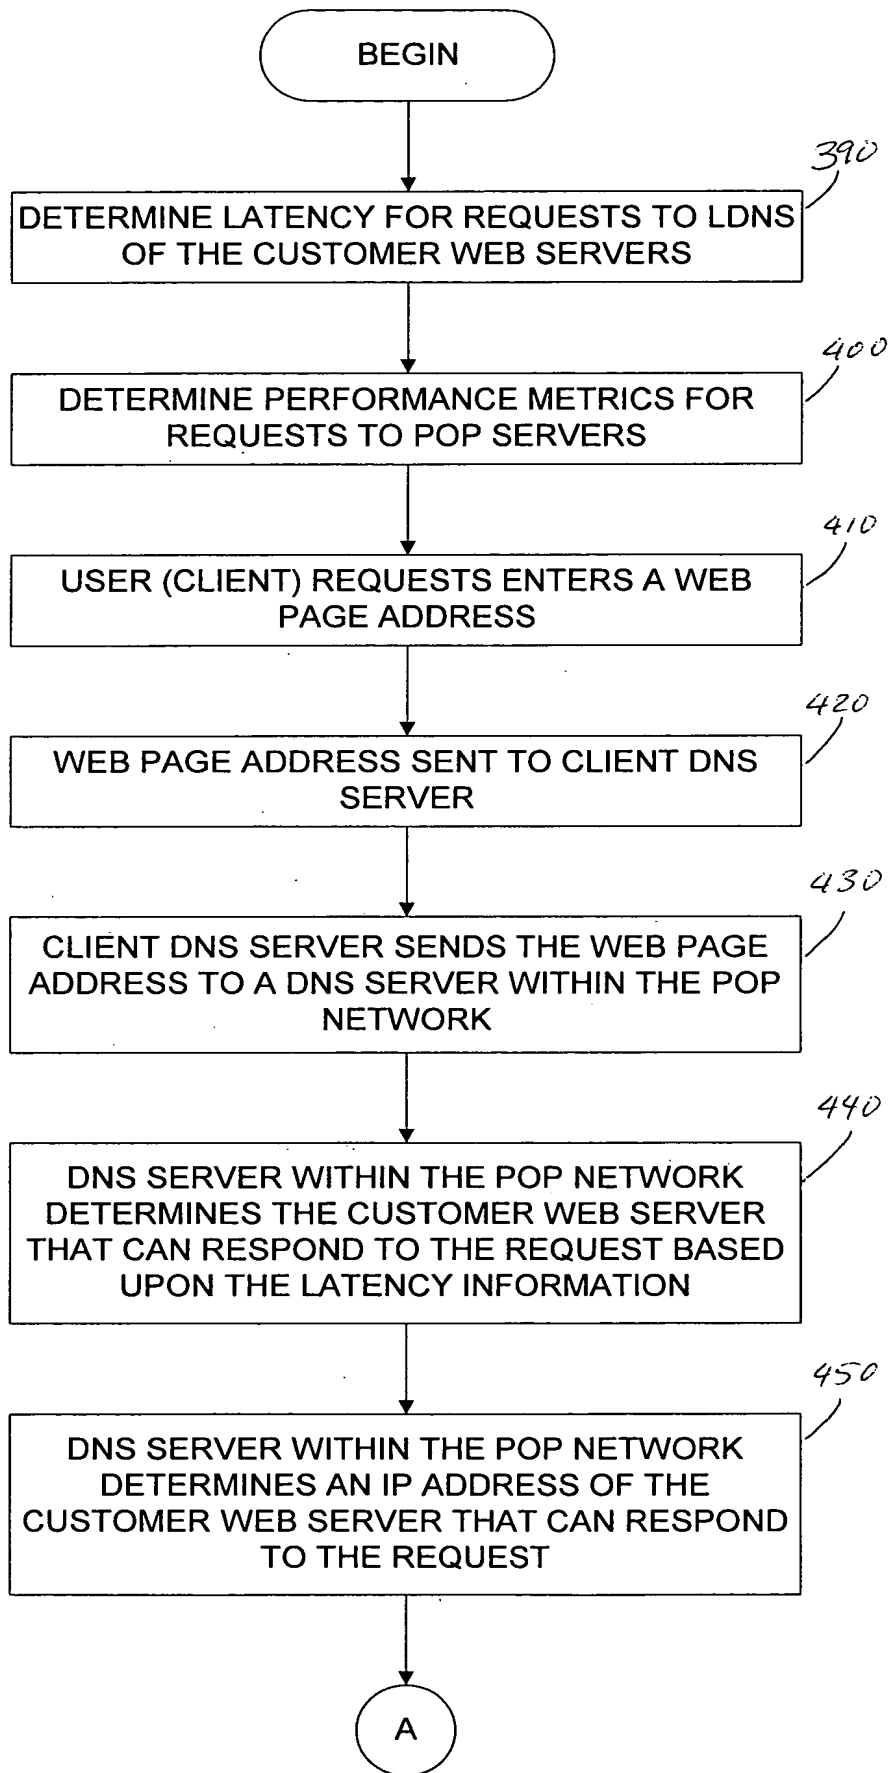 BEGIN
390
DETERMINE LATENCY FOR REQUESTS TO LDNS
OF THE CUSTOMER WEB SERVERS
400
DETERMINE PERFORMANCE METRICS FOR
REQUESTS TO POP SERVERS
410
USER (CLIENT) REQUESTS ENTERS A WEB
PAGE ADDRESS
420
WEB PAGE ADDRESS SENT TO CLIENT DNS
SERVER
430
CLIENT DNS SERVER SENDS THE WEB PAGE
ADDRESS TO A DNS SERVER WITHIN THE POP
NETWORK
440
DNS SERVER WITHIN THE POP NETWORK
DETERMINES THE CUSTOMER WEB SERVER
THAT CAN RESPOND TO THE REQUEST BASED
UPON THE LATENCY INFORMATION
450
DNS SERVER WITHIN THE POP NETWORK
DETERMINES AN IP ADDRESS OF THE
CUSTOMER WEB SERVER THAT CAN RESPOND
TO THE REQUEST
A